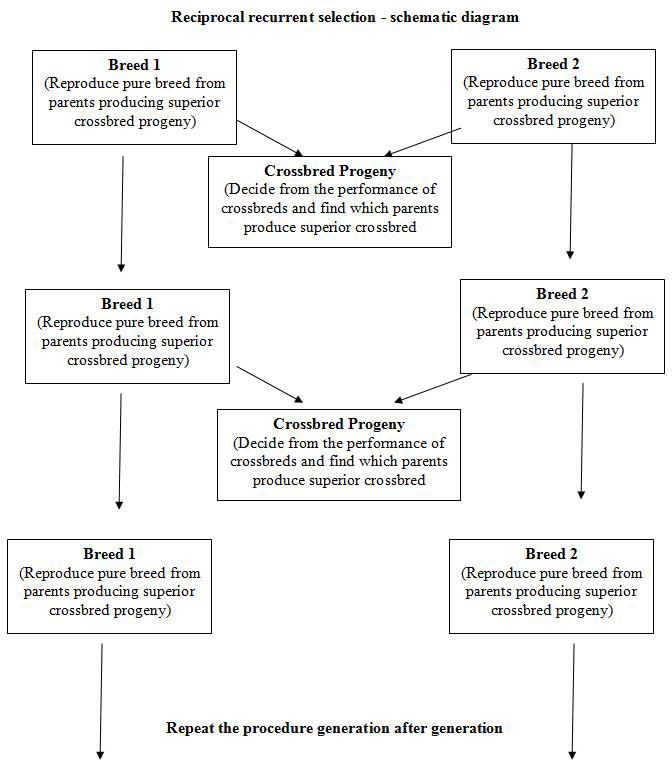 Reciprocal recurrent selection - schematic diagram
Breed 1
(Reproduce pure breed from
parents producing superior
crossbred progeny)
Breed 2
(Reproduce pure breed from
parents producing superior
crossbred progeny)
Crossbred Progeny
(Decide from the performance of
crossbreds and find which parents
produce superior crossbred
Breed 1
(Reproduce pure breed from
parents producing superior
crossbred progeny)
Breed 2
(Reproduce pure breed from
parents producing superior
crossbred progeny)
Crossbred Progeny
(Decide from the performance of
crossbreds and find which parents
produce superior crossbred
Breed 1
(Reproduce pure breed from
parents producing superior
crossbred progeny)
Breed 2
(Reproduce pure breed from
parents producing superior
crossbred progeny)
Repeat the procedure generation after generation